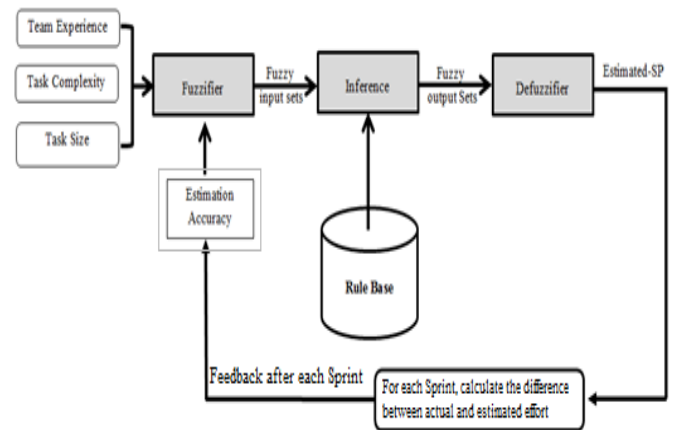 Team Experience
Task Complexity
Task Size
Fuzzifier
Fuzzy
input sets
Inference
Fuzzy
output Sets
Defuzzifier
Estimated-SP
Estimation
Accuracy
Rule Base
Feedback after each Sprint
For each Sprint, calculate the difference
between actual and estimated effort